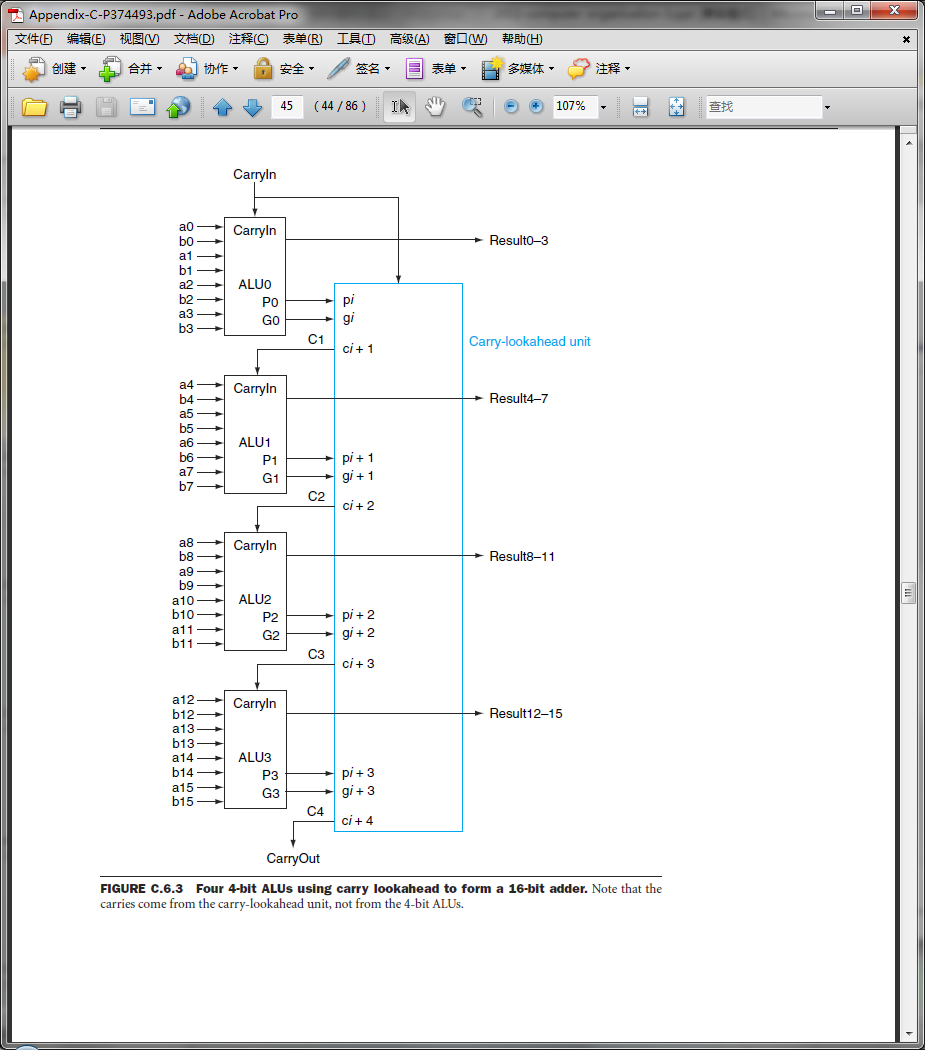 Appendix-C-P374493.pdf - Adobe Acrobat Pro
文件(F) 编辑(E) 视图(V) 文档(D) 注释(C) 表单(R) 工具(T) 高级(A) 窗口(W) 帮助(H)
创建 合并 协作 安全 签名 表单 多媒体 注释
45 (44 / 86) 107% 查找
CarryIn
a0 CarryIn
b0 Result0–3
a1
b1
a2 ALU0
b2 P0 pi
a3 G0 gi
b3
C1 ci + 1 Carry-lookahead unit
a4 CarryIn
b4 Result4–7
a5
b5
a6 ALU1
b6 P1 pi + 1
a7 G1 gi + 1
b7
C2 ci + 2
a8 CarryIn
b8 Result8–11
a9
b9
a10 ALU2
b10 P2 pi + 2
a11 G2 gi + 2
b11
C3 ci + 3
a12 CarryIn
b12 Result12–15
a13
b13
a14 ALU3
b14 P3 pi + 3
a15 G3 gi + 3
b15
C4 ci + 4
CarryOut
FIGURE C.6.3 Four 4-bit ALUs using carry lookahead to form a 16-bit adder. Note that the
carries come from the carry-lookahead unit, not from the 4-bit ALUs.